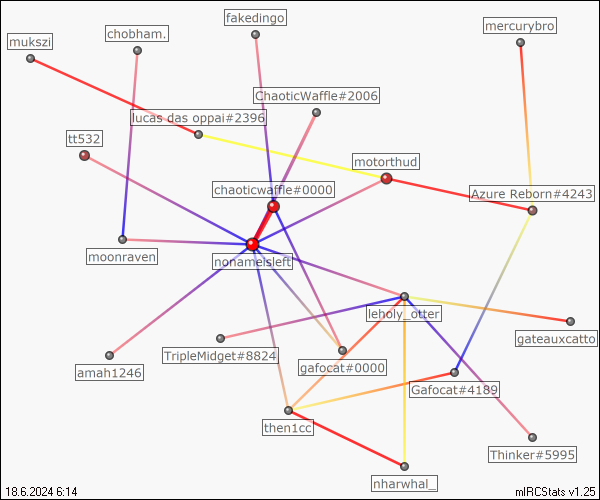 fakedingo
mercurybro
chobham.
mukszi
ChaoticWaffle#2006
lucas das oppai#2396
tt532
motorthud
chaoticwaffle#0000
Azure Reborn#4243
moonraven
nonameisleft
leholy_otter
gateauxcatto
TripleMidget#8824
gafocat#0000
amah1246
Gafocat#4189
then1cc
Thinker#5995
nharwhal_
18.6.2024 6:14
mIRCStats v1.25